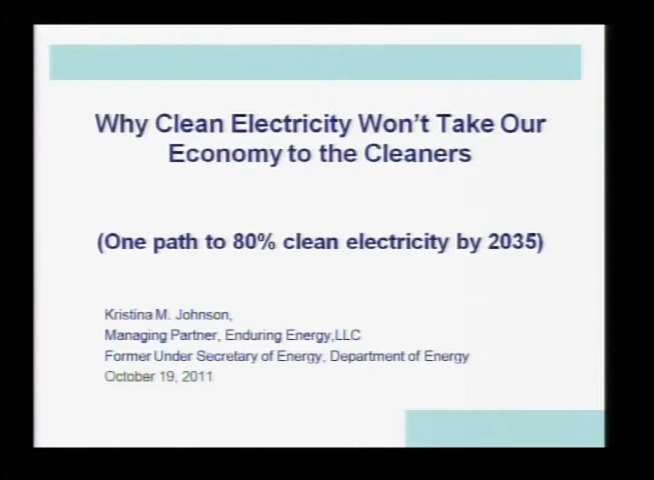 Why Clean Electricity Won't Take Our
Economy to the Cleaners
(One path to 80% clean electricity by 2035)
Kristina M. Johnson,
Managing Partner, Enduring Energy,LLC
Former Under Secretary of Energy, Department of Energy
October 19, 2011